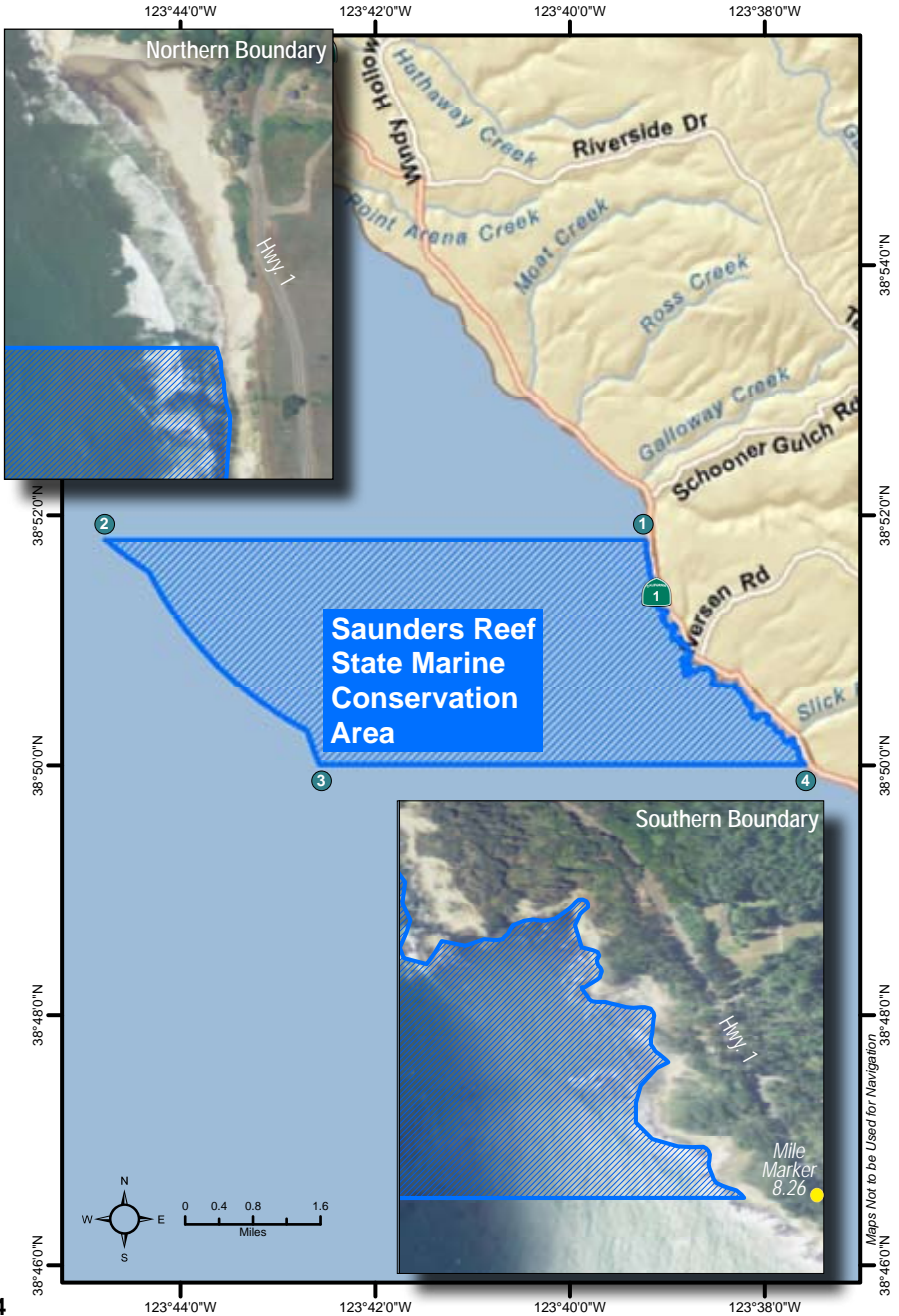 123°44'0"W
123°42'0"W
123°40'0"W
123°38'0"W
Northern Boundary
Hwy. 1
Windy Hollow
Hathaway Creek
Riverside Dr
Point Arena Creek
Moat Creek
Ross Creek
Galloway Creek
Schooner Gulch Rd
38°54'0"N
38°52'0"N
38°52'0"N
2
1
1
versen Rd
Slick
Saunders Reef
State Marine
Conservation
Area
38°50'0"N
38°50'0"N
3
4
Southern Boundary
Hwy. 1
Mile
Marker
8.26
38°48'0"N
38°48'0"N
Maps Not to be Used for Navigation
N
W
E
S
0 0.4 0.8 1.6
Miles
38°46'0"N
38°46'0"N
4
123°44'0"W
123°42'0"W
123°40'0"W
123°38'0"W